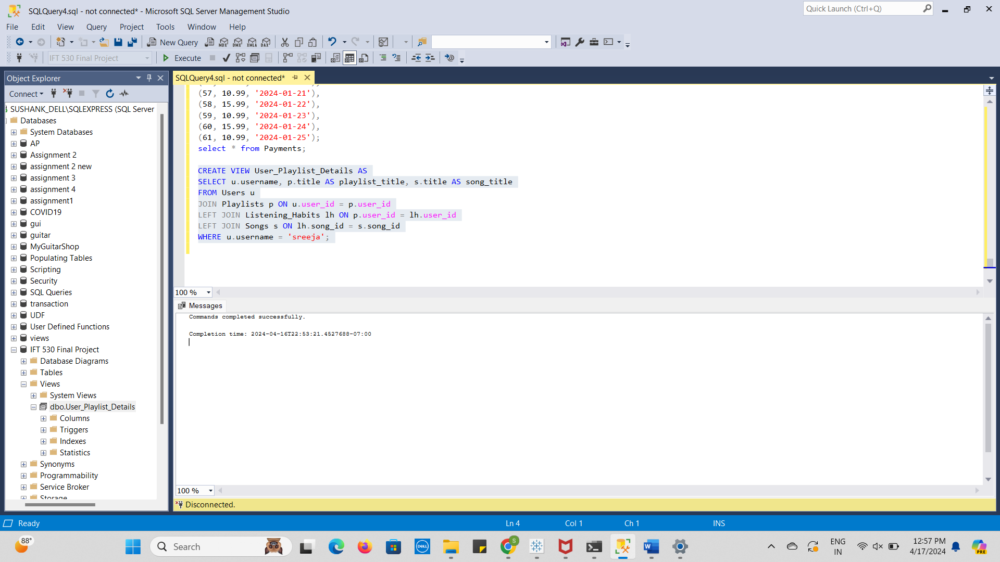 SQLQuery4.sql - not connected* - Microsoft SQL Server Management Studio
Quick Launch (Ctrl+Q)
File Edit View Query Project Tools Window Help
New Query MDX DMX XMLA DAX
IFT 530 Final Project Execute
Object Explorer
Connect
SUSHANK_DELL\SQLEXPRESS (SQL Server
Databases
System Databases
AP
Assignment 2
assignment 2 new
assignment 3
assignment 4
assignment1
COVID19
gui
guitar
MyGuitarShop
Populating Tables
Scripting
Security
SQL Queries
transaction
UDF
User Defined Functions
views
IFT 530 Final Project
Database Diagrams
Tables
Views
System Views
dbo.User_Playlist_Details
Columns
Triggers
Indexes
Statistics
Synonyms
Programmability
Service Broker
Storage
SQLQuery4.sql - not connected*
(57, 10.99, '2024-01-21'),
(58, 15.99, '2024-01-22'),
(59, 10.99, '2024-01-23'),
(60, 15.99, '2024-01-24'),
(61, 10.99, '2024-01-25');
select * from Payments;
CREATE VIEW User_Playlist_Details AS
SELECT u.username, p.title AS playlist_title, s.title AS song_title
FROM Users u
JOIN Playlists p ON u.user_id = p.user_id
LEFT JOIN Listening_Habits lh ON p.user_id = lh.user_id
LEFT JOIN Songs s ON lh.song_id = s.song_id
WHERE u.username = 'sreeja';
100 %
Messages
Commands completed successfully.
Completion time: 2024-04-16T22:53:21.4527688-07:00
100 %
Disconnected.
Ready Ln 4 Col 1 Ch 1 INS
88°
Search
DELL
S
W
ENG
IN
12:57 PM
4/17/2024
PRE